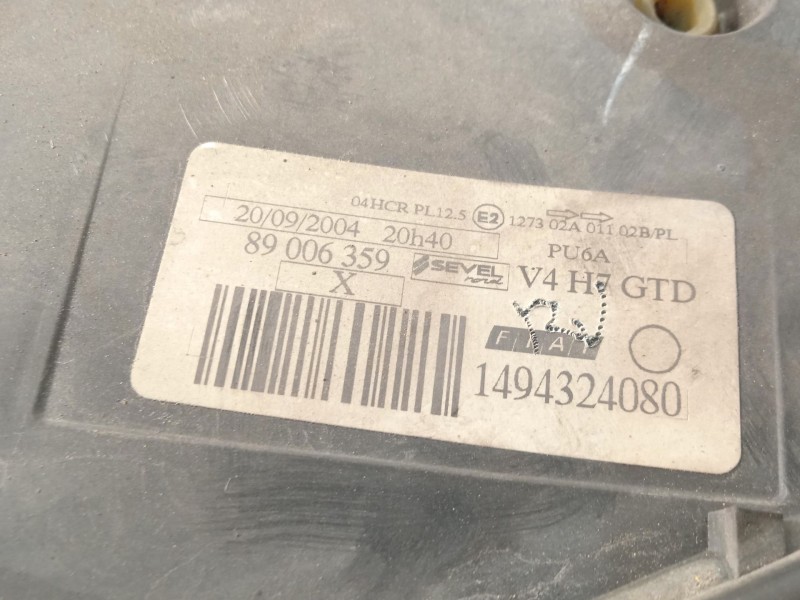 04HCR PL12.5 E2 1273 02A 011 02B/PL
20/09/2004 20h40
PU6A
89 006 359 SEVEL V4 H7 GTD
X
FIAT
1494324080